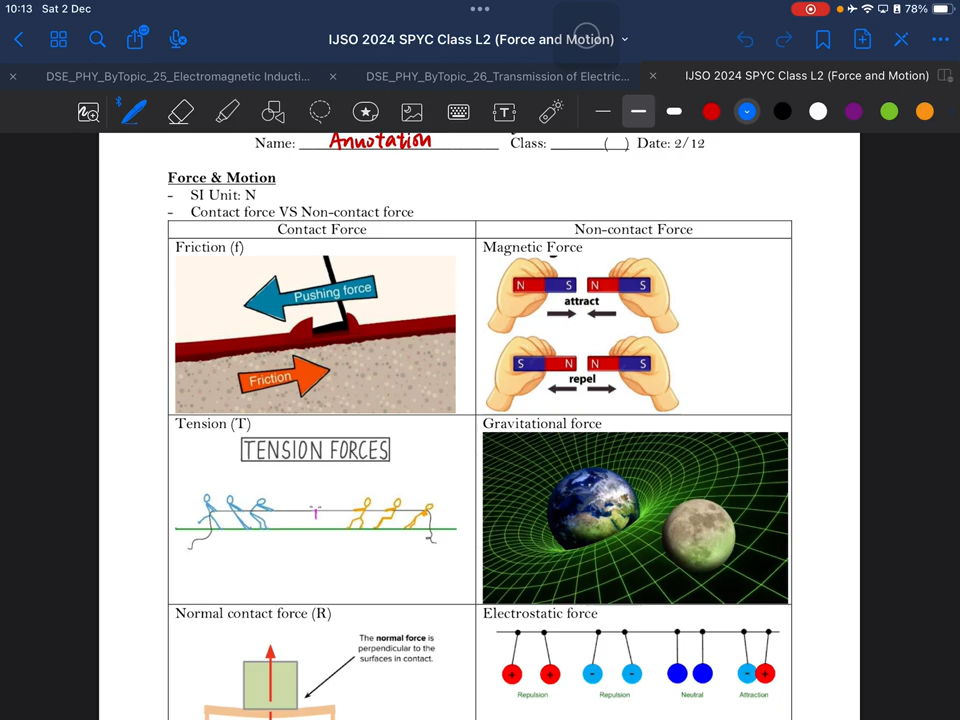 10:13 Sat 2 Dec
78%
IJSO 2024 SPYC Class L2 (Force and Motion)
DSE_PHY_ByTopic_25_Electromagnetic Inducti...
DSE_PHY_ByTopic_26_Transmission of Electric...
IJSO 2024 SPYC Class L2 (Force and Motion)
Name: Annotation Class: ______( ) Date: 2/12
Force & Motion
- SI Unit: N
- Contact force VS Non-contact force
Contact Force
Non-contact Force
Friction (f)
Pushing force
Friction
Magnetic Force
N S N S
attract
S N N S
repel
Tension (T)
TENSION FORCES
Gravitational force
Normal contact force (R)
The normal force is
perpendicular to the
surfaces in contact.
Electrostatic force
+ + - - - +
Repulsion Repulsion Neutral Attraction